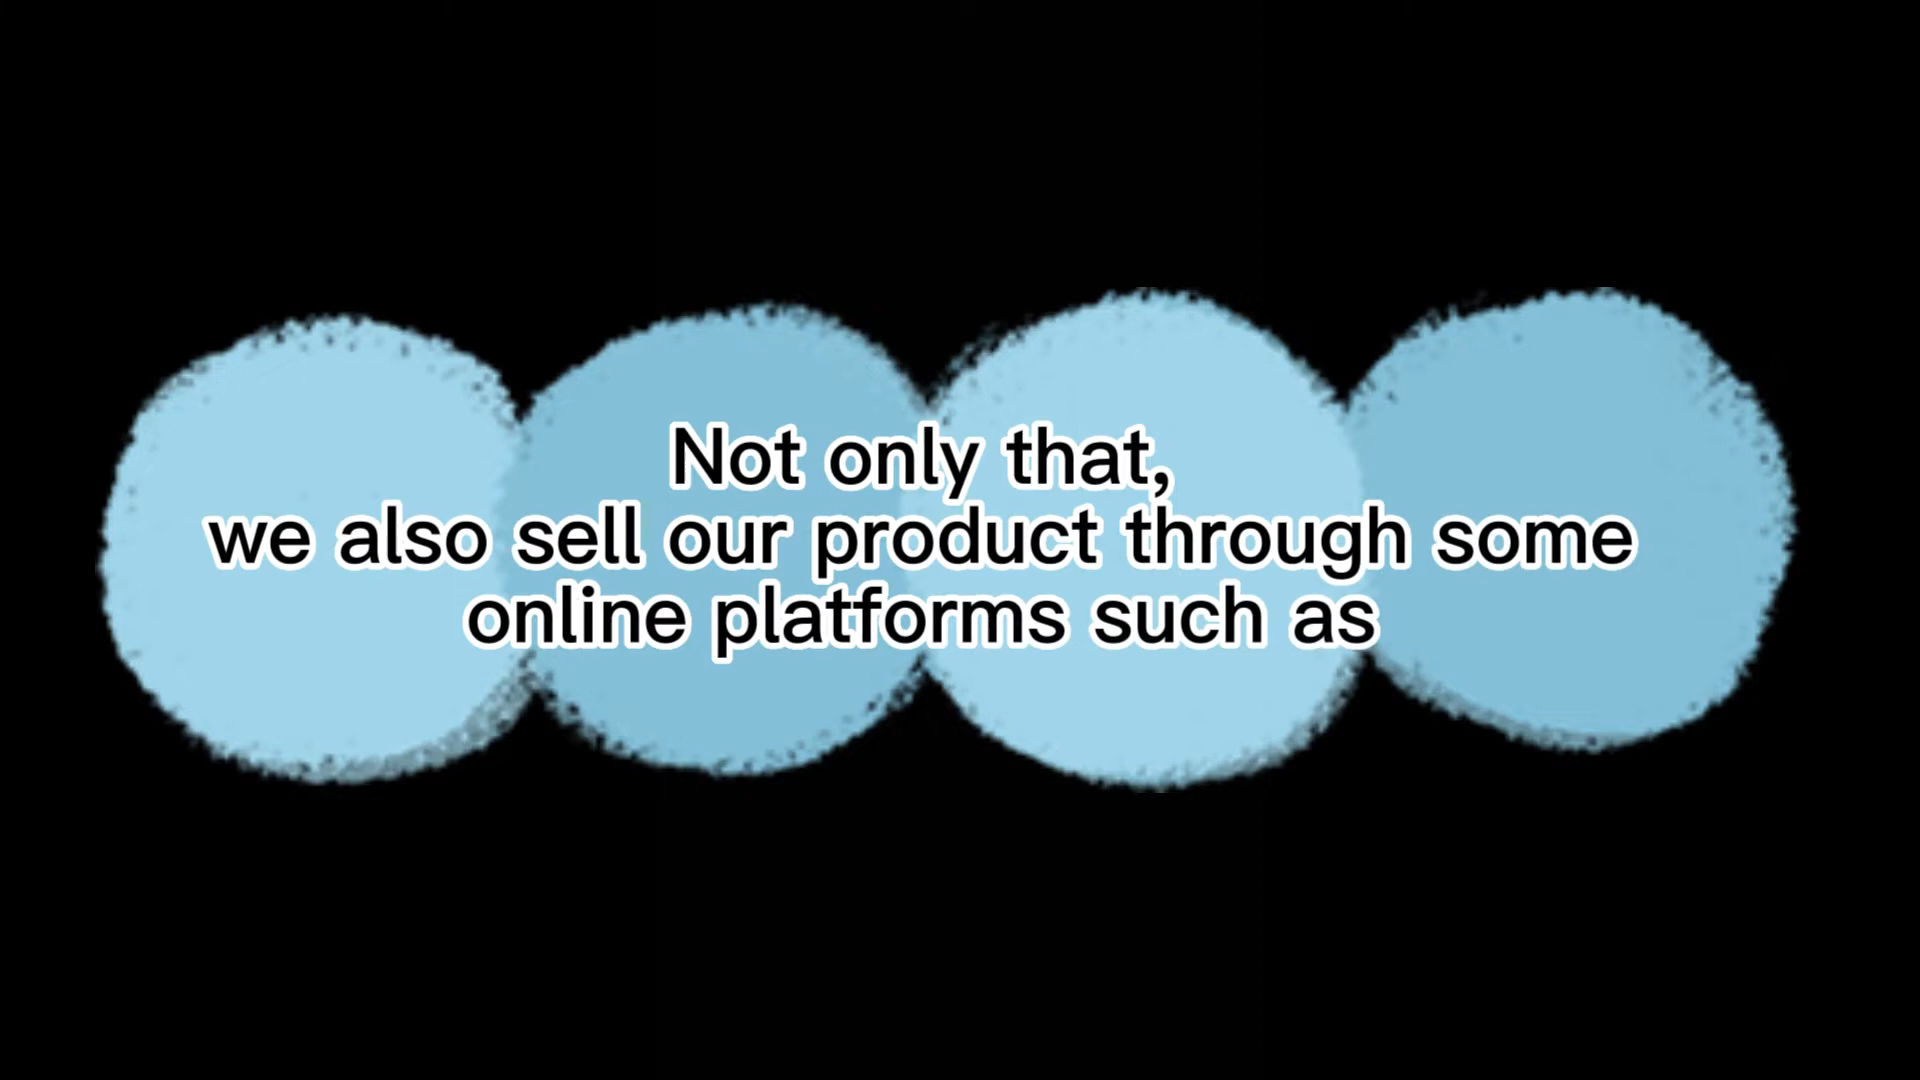 Not only that,
we also sell our product through some
online platforms such as